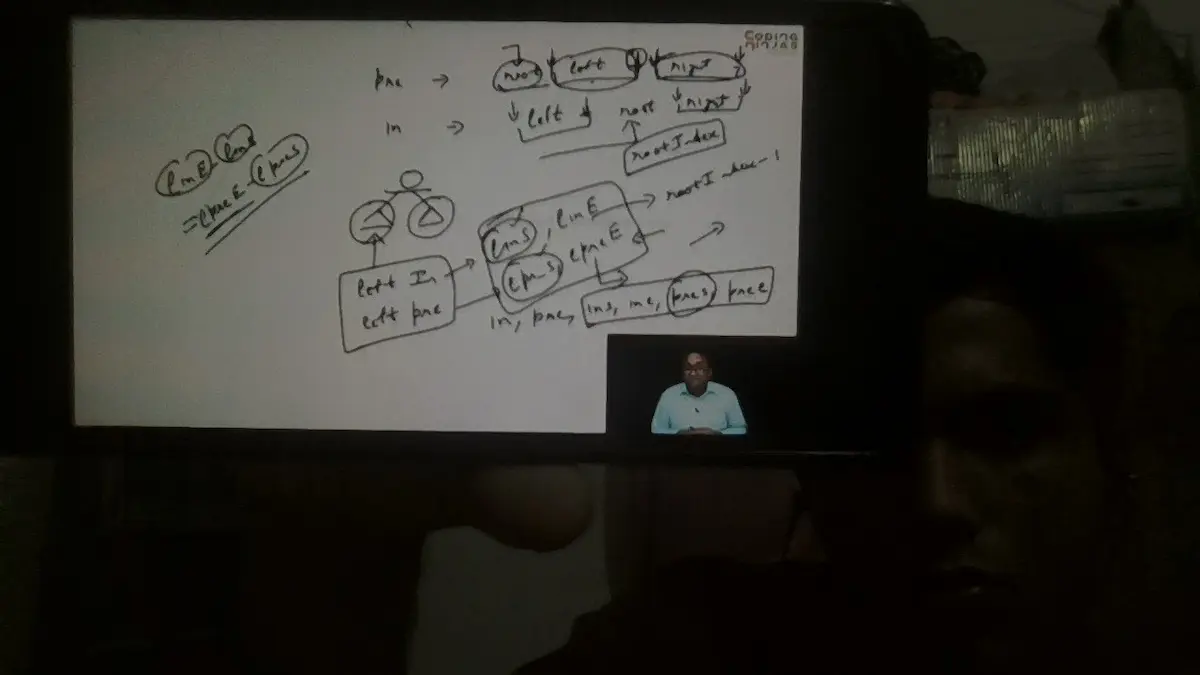 CODING
NINJAS
pre → root left right
in → left root right
rootIndex
linE - linS
= lpreE - lpreS
linS, linE → rootIndex-1
lpreS lpreE
left In
left pre
in, pre, ins, ine, pres pree